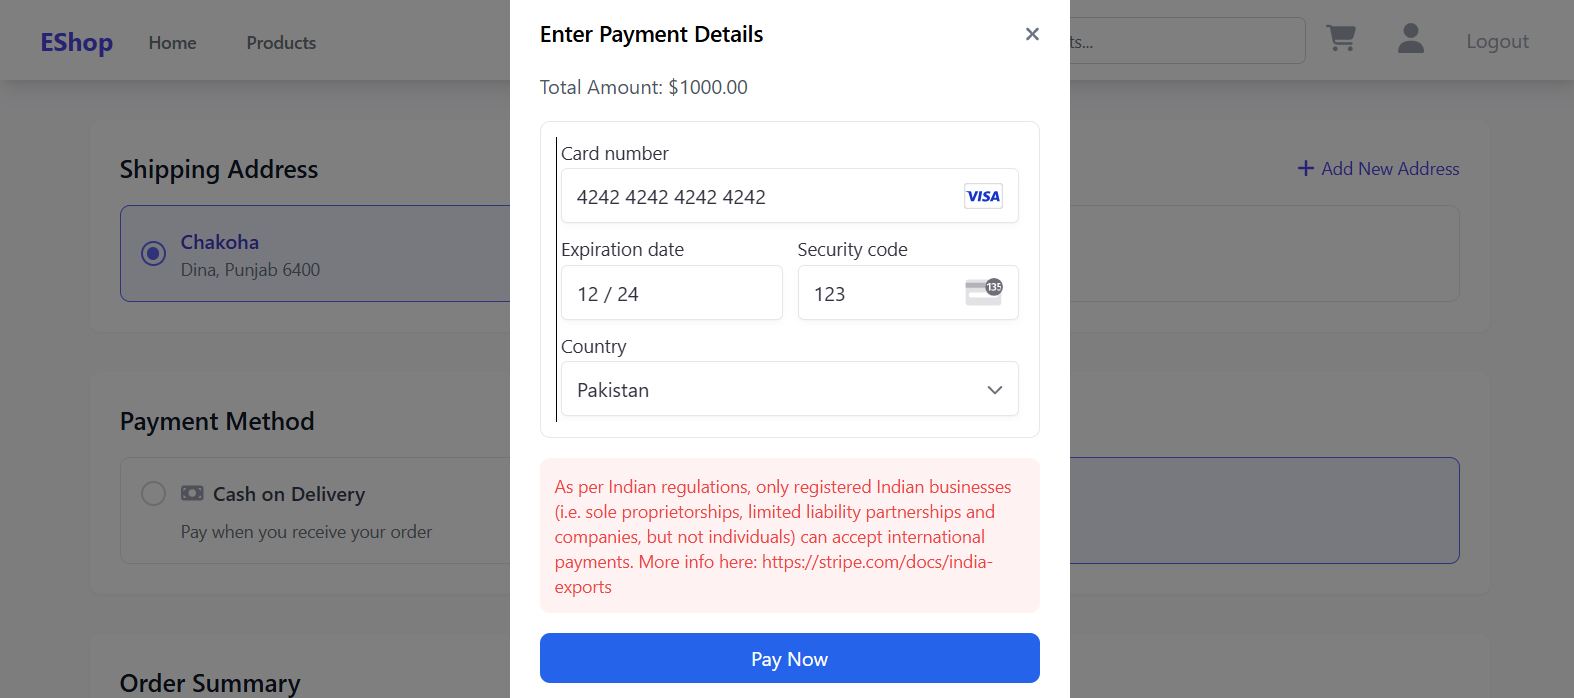 EShop
Home
Products
Logout
Enter Payment Details
Total Amount: $1000.00
Card number
4242 4242 4242 4242
VISA
Expiration date
Security code
12 / 24
123
135
Country
Pakistan
As per Indian regulations, only registered Indian businesses
(i.e. sole proprietorships, limited liability partnerships and
companies, but not individuals) can accept international
payments. More info here: https://stripe.com/docs/india-
exports
Pay Now
Shipping Address
Add New Address
Chakoha
Dina, Punjab 6400
Payment Method
Cash on Delivery
Pay when you receive your order
Order Summary